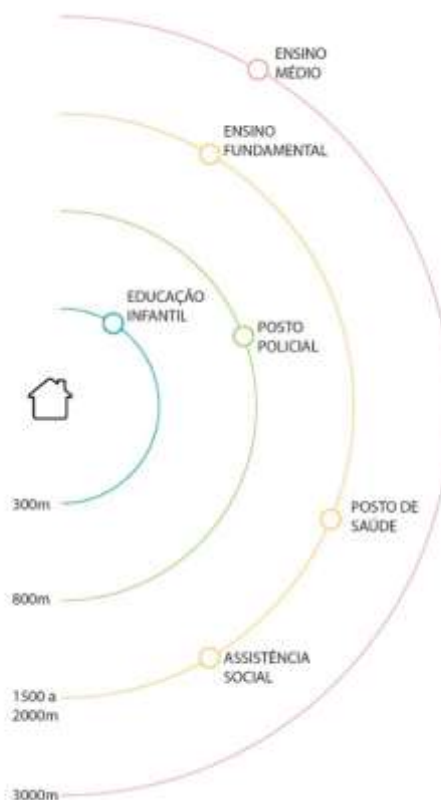 ENSINO
MÉDIO
ENSINO
FUNDAMENTAL
EDUCAÇÃO
INFANTIL
POSTO
POLICIAL
300m
POSTO DE
SAÚDE
800m
ASSISTÊNCIA
SOCIAL
1500 a
2000m
3000m